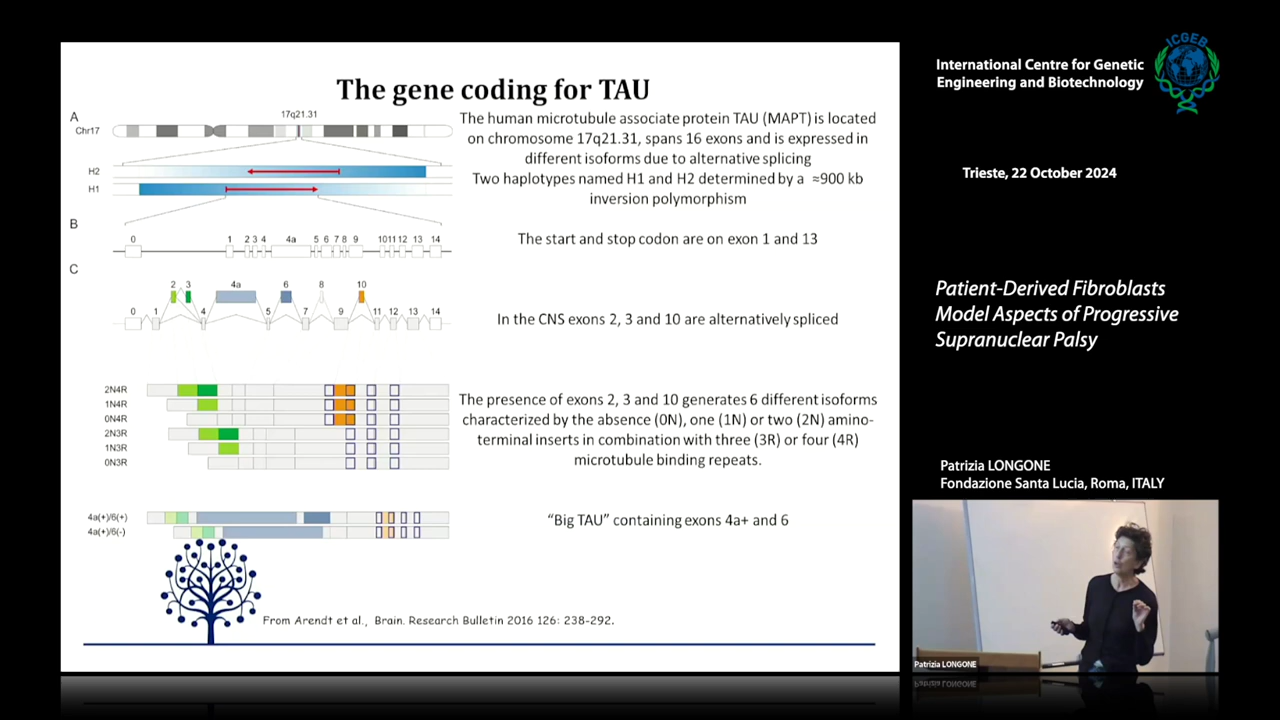 The gene coding for TAU
A
17q21.31
Chr17
H2
H1
The human microtubule associate protein TAU (MAPT) is located
on chromosome 17q21.31, spans 16 exons and is expressed in
different isoforms due to alternative splicing
Two haplotypes named H1 and H2 determined by a ≈900 kb
inversion polymorphism
B
0 1 2 3 4 4a 5 6 7 8 9 10 11 12 13 14
The start and stop codon are on exon 1 and 13
C
2 3 4a 6 8 10
0 1 4 5 7 9 11 12 13 14
In the CNS exons 2, 3 and 10 are alternatively spliced
2N4R
1N4R
0N4R
2N3R
1N3R
0N3R
The presence of exons 2, 3 and 10 generates 6 different isoforms
characterized by the absence (0N), one (1N) or two (2N) amino-
terminal inserts in combination with three (3R) or four (4R)
microtubule binding repeats.
4a(+)/6(+)
4a(+)/6(-)
“Big TAU” containing exons 4a+ and 6
From Arendt et al., Brain. Research Bulletin 2016 126: 238-292.
International Centre for Genetic
Engineering and Biotechnology
ICGEB
Trieste, 22 October 2024
Patient-Derived Fibroblasts
Model Aspects of Progressive
Supranuclear Palsy
Patrizia LONGONE
Fondazione Santa Lucia, Roma, ITALY
Patrizia LONGONE